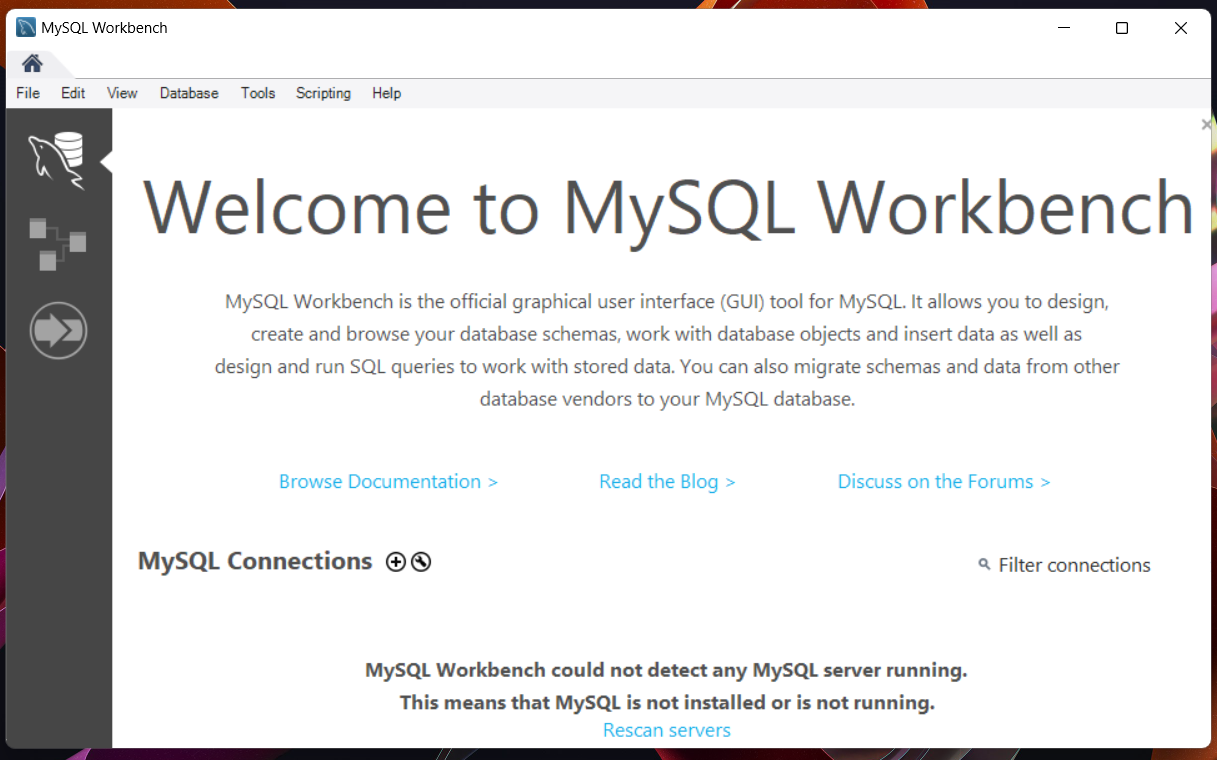 MySQL Workbench
File Edit View Database Tools Scripting Help
Welcome to MySQL Workbench
MySQL Workbench is the official graphical user interface (GUI) tool for MySQL. It allows you to design,
create and browse your database schemas, work with database objects and insert data as well as
design and run SQL queries to work with stored data. You can also migrate schemas and data from other
database vendors to your MySQL database.
Browse Documentation > Read the Blog > Discuss on the Forums >
MySQL Connections Filter connections
MySQL Workbench could not detect any MySQL server running.
This means that MySQL is not installed or is not running.
Rescan servers